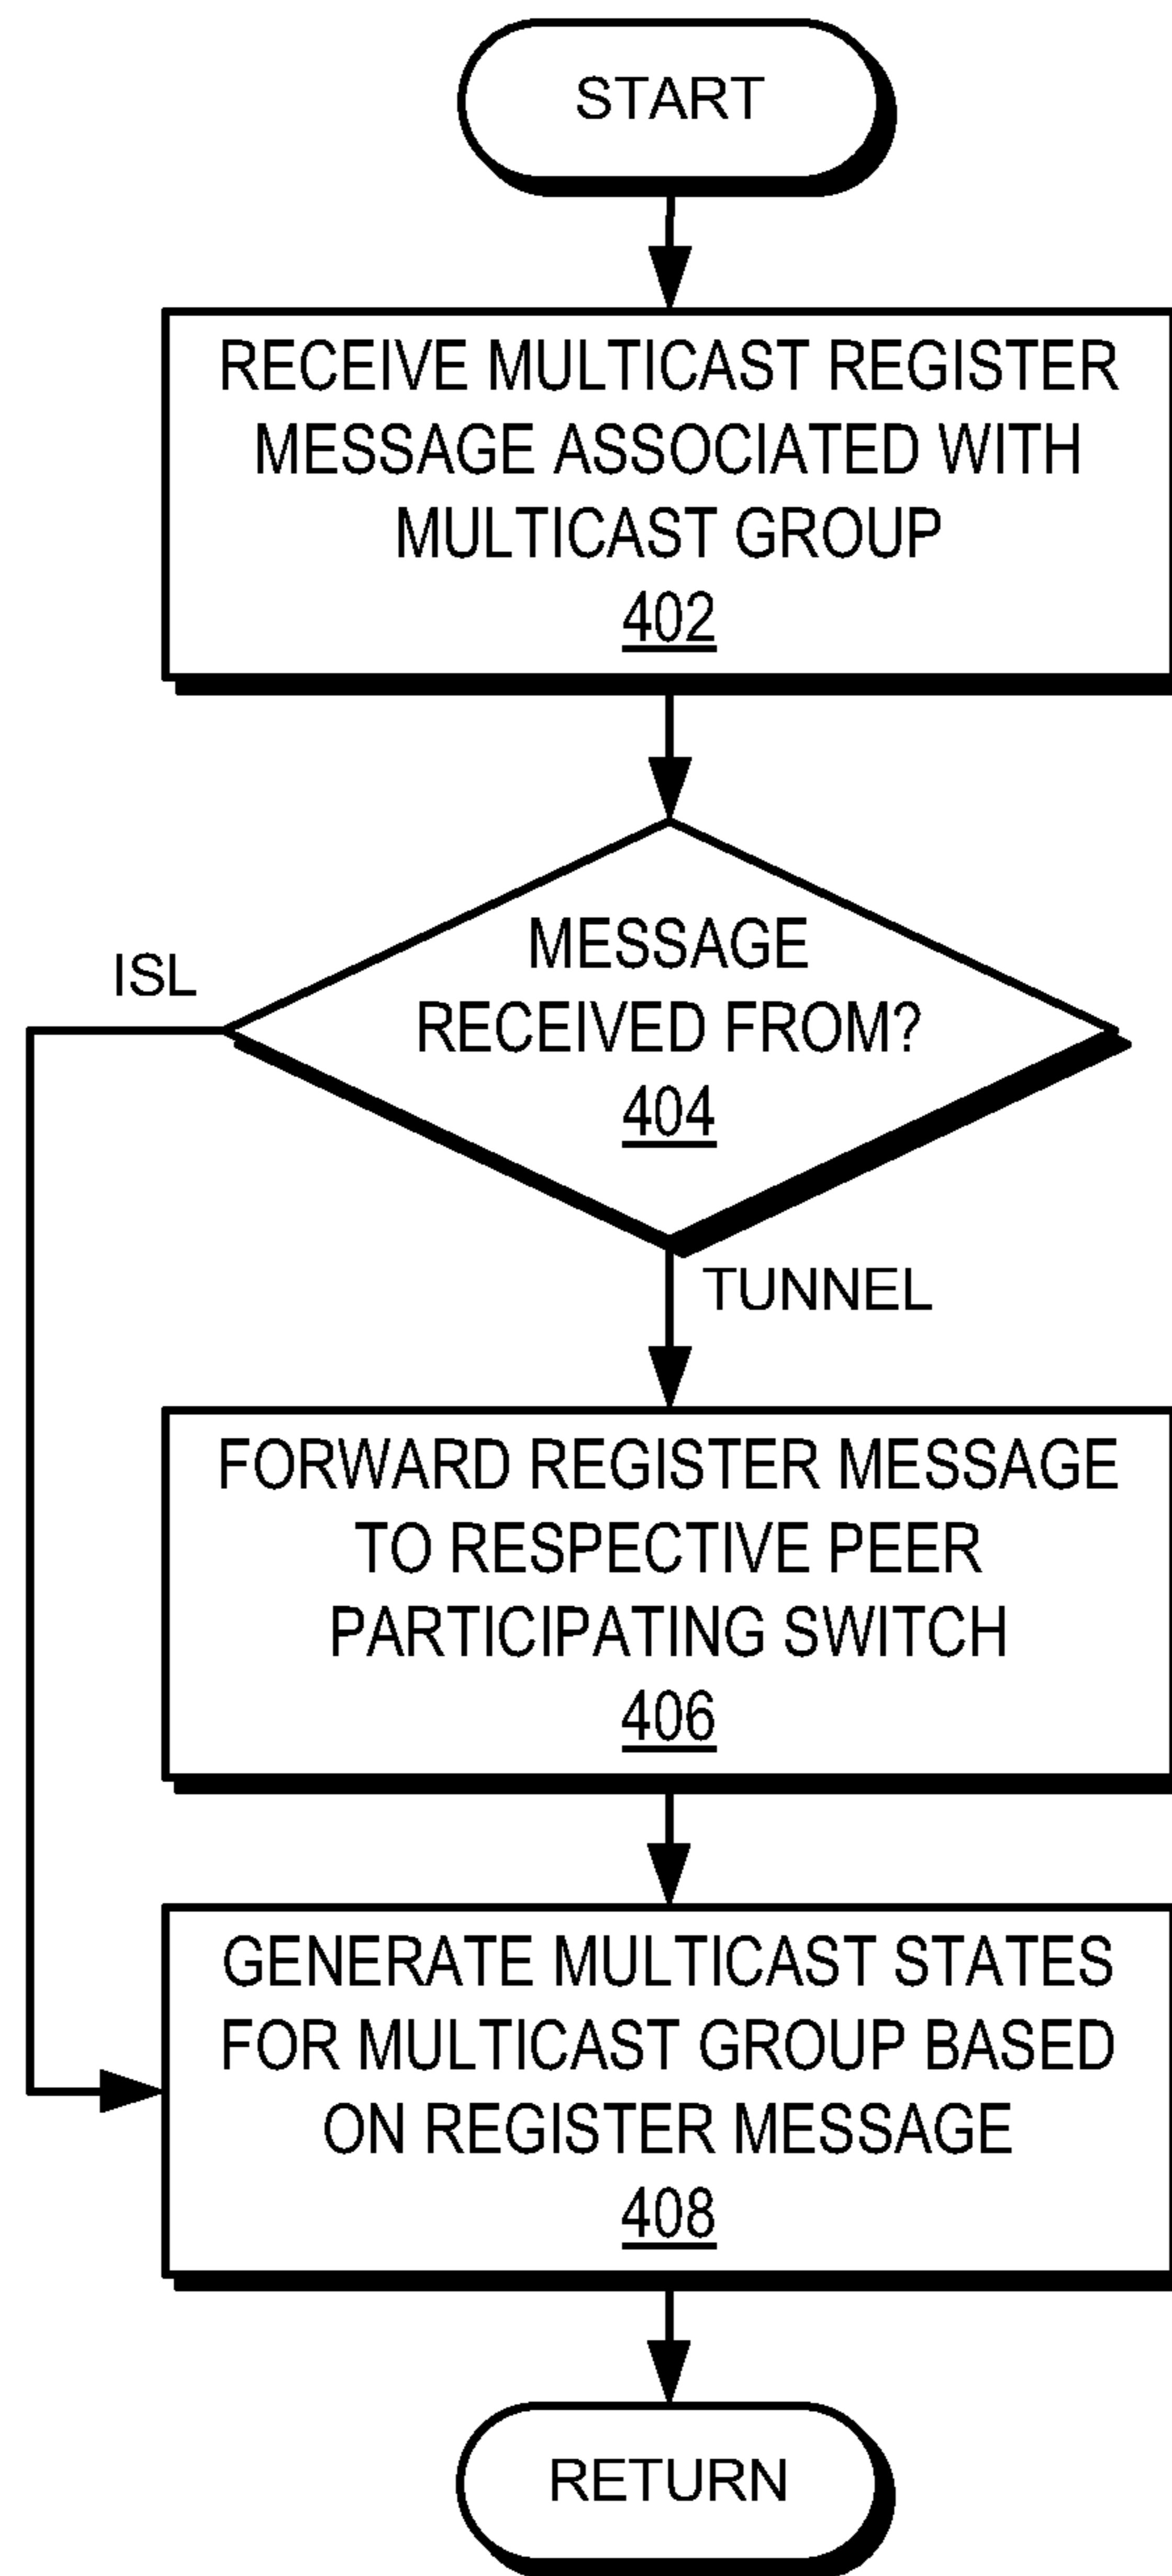 START
RECEIVE MULTICAST REGISTER
MESSAGE ASSOCIATED WITH
MULTICAST GROUP
402
MESSAGE
RECEIVED FROM?
404
ISL
TUNNEL
FORWARD REGISTER MESSAGE
TO RESPECTIVE PEER
PARTICIPATING SWITCH
406
GENERATE MULTICAST STATES
FOR MULTICAST GROUP BASED
ON REGISTER MESSAGE
408
RETURN